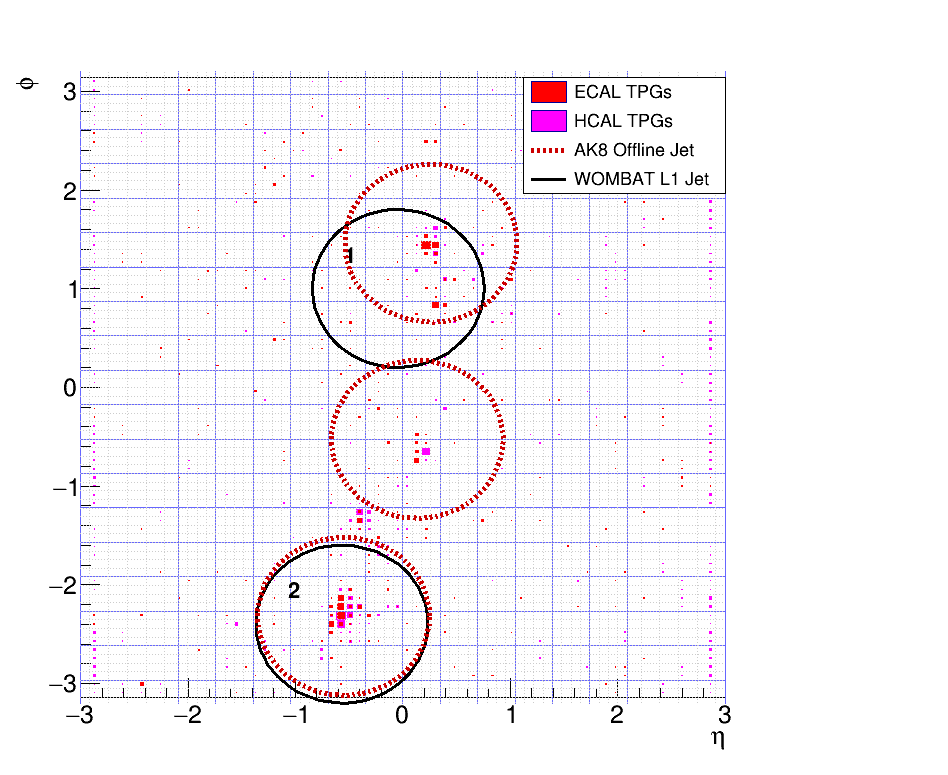 ϕ
3
ECAL TPGs
HCAL TPGs
AK8 Offline Jet
WOMBAT L1 Jet
2
1
1
0
−1
−2
2
−3
−3 −2 −1 0 1 2 3
η